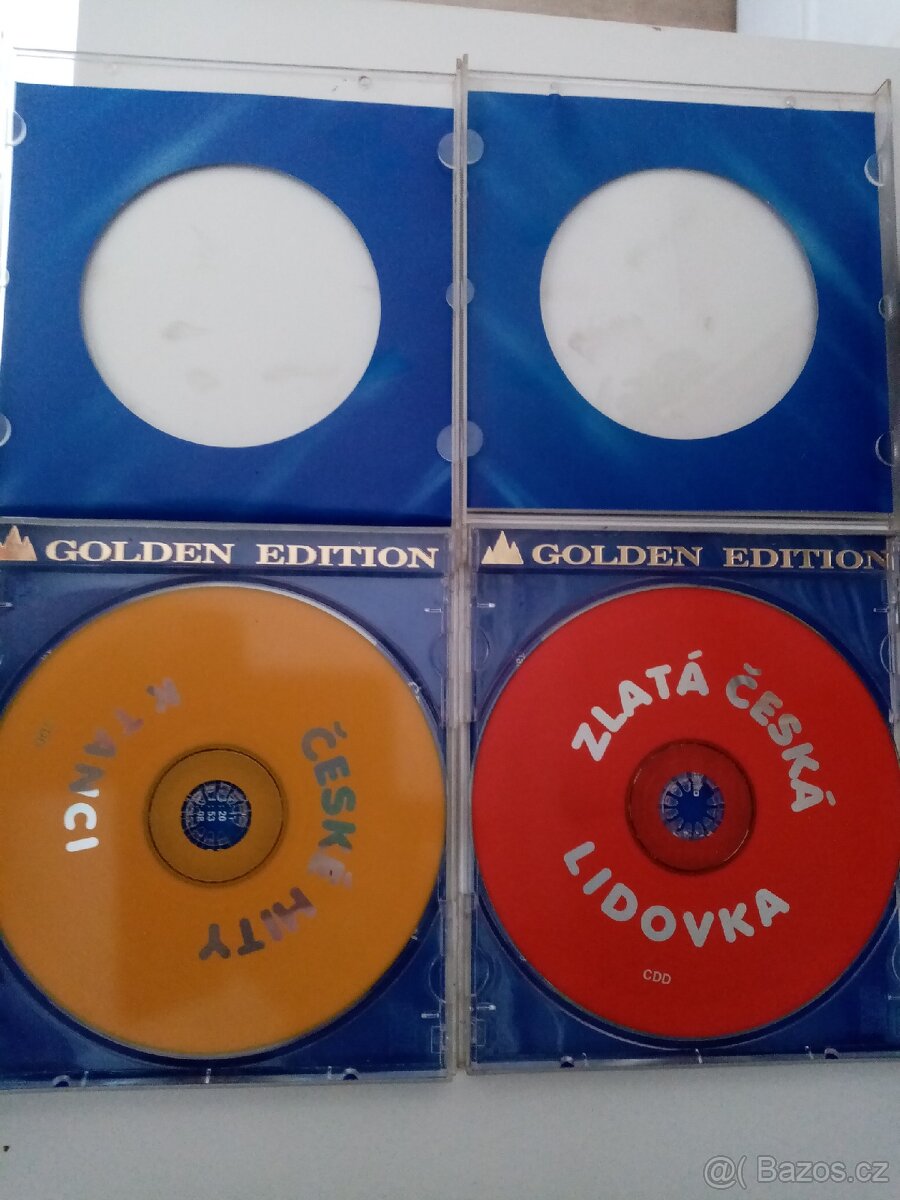 GOLDEN EDITION
GOLDEN EDITION
ČESKÉ HITY
K TANCI
ZLATÁ ČESKÁ
LIDOVKA
CDD
@( Bazos.cz